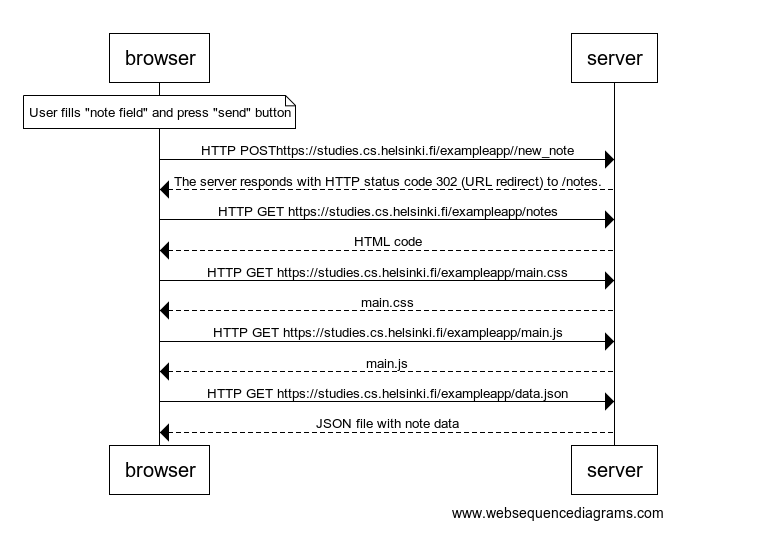 browser
server
User fills "note field" and press "send" button
HTTP POSThttps://studies.cs.helsinki.fi/exampleapp//new_note
The server responds with HTTP status code 302 (URL redirect) to /notes.
HTTP GET https://studies.cs.helsinki.fi/exampleapp/notes
HTML code
HTTP GET https://studies.cs.helsinki.fi/exampleapp/main.css
main.css
HTTP GET https://studies.cs.helsinki.fi/exampleapp/main.js
main.js
HTTP GET https://studies.cs.helsinki.fi/exampleapp/data.json
JSON file with note data
browser
server
www.websequencediagrams.com